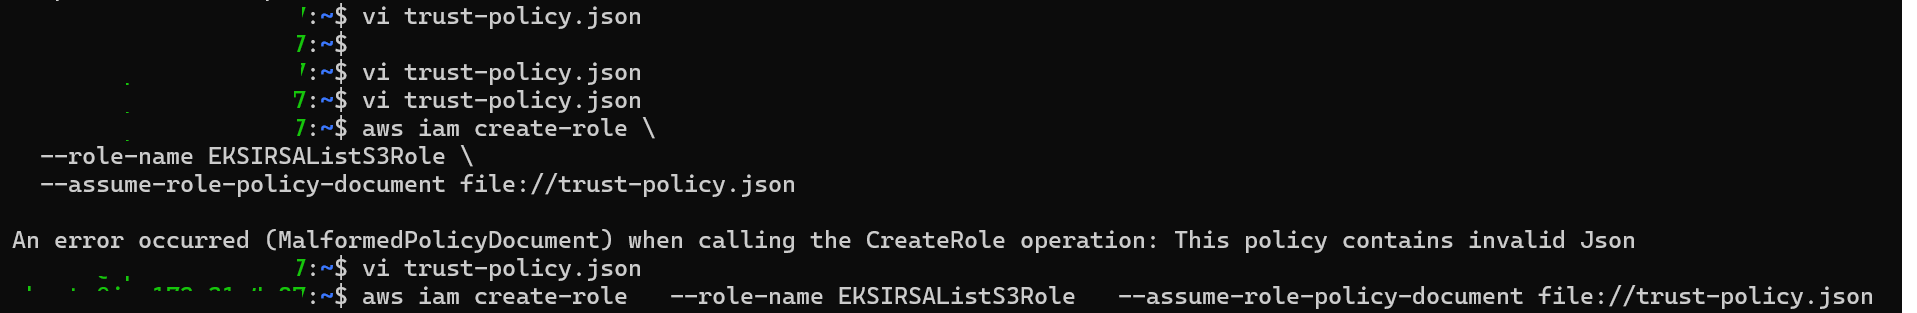 7:~$ vi trust-policy.json
7:~$
7:~$ vi trust-policy.json
7:~$ vi trust-policy.json
7:~$ aws iam create-role \
--role-name EKSIRSAListS3Role \
--assume-role-policy-document file://trust-policy.json
An error occurred (MalformedPolicyDocument) when calling the CreateRole operation: This policy contains invalid Json
7:~$ vi trust-policy.json
7:~$ aws iam create-role   --role-name EKSIRSAListS3Role   --assume-role-policy-document file://trust-policy.json